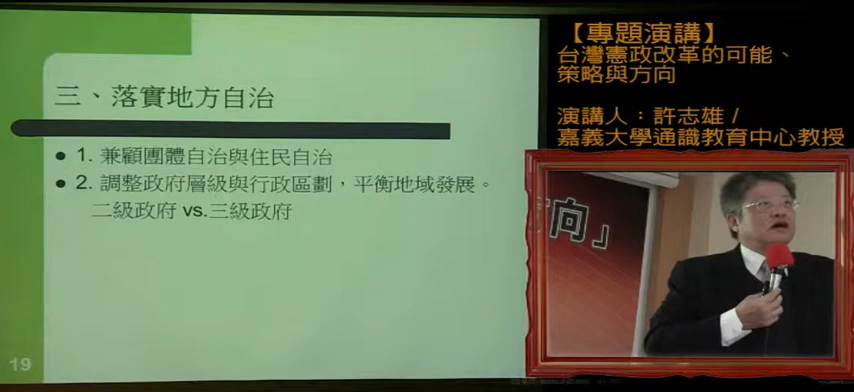 三、落實地方自治
● 1. 兼顧團體自治與住民自治
● 2. 調整政府層級與行政區劃，平衡地域發展。
二級政府 vs.三級政府
19
【專題演講】
台灣憲政改革的可能、
策略與方向
演講人：許志雄 /
嘉義大學通識教育中心教授
向」